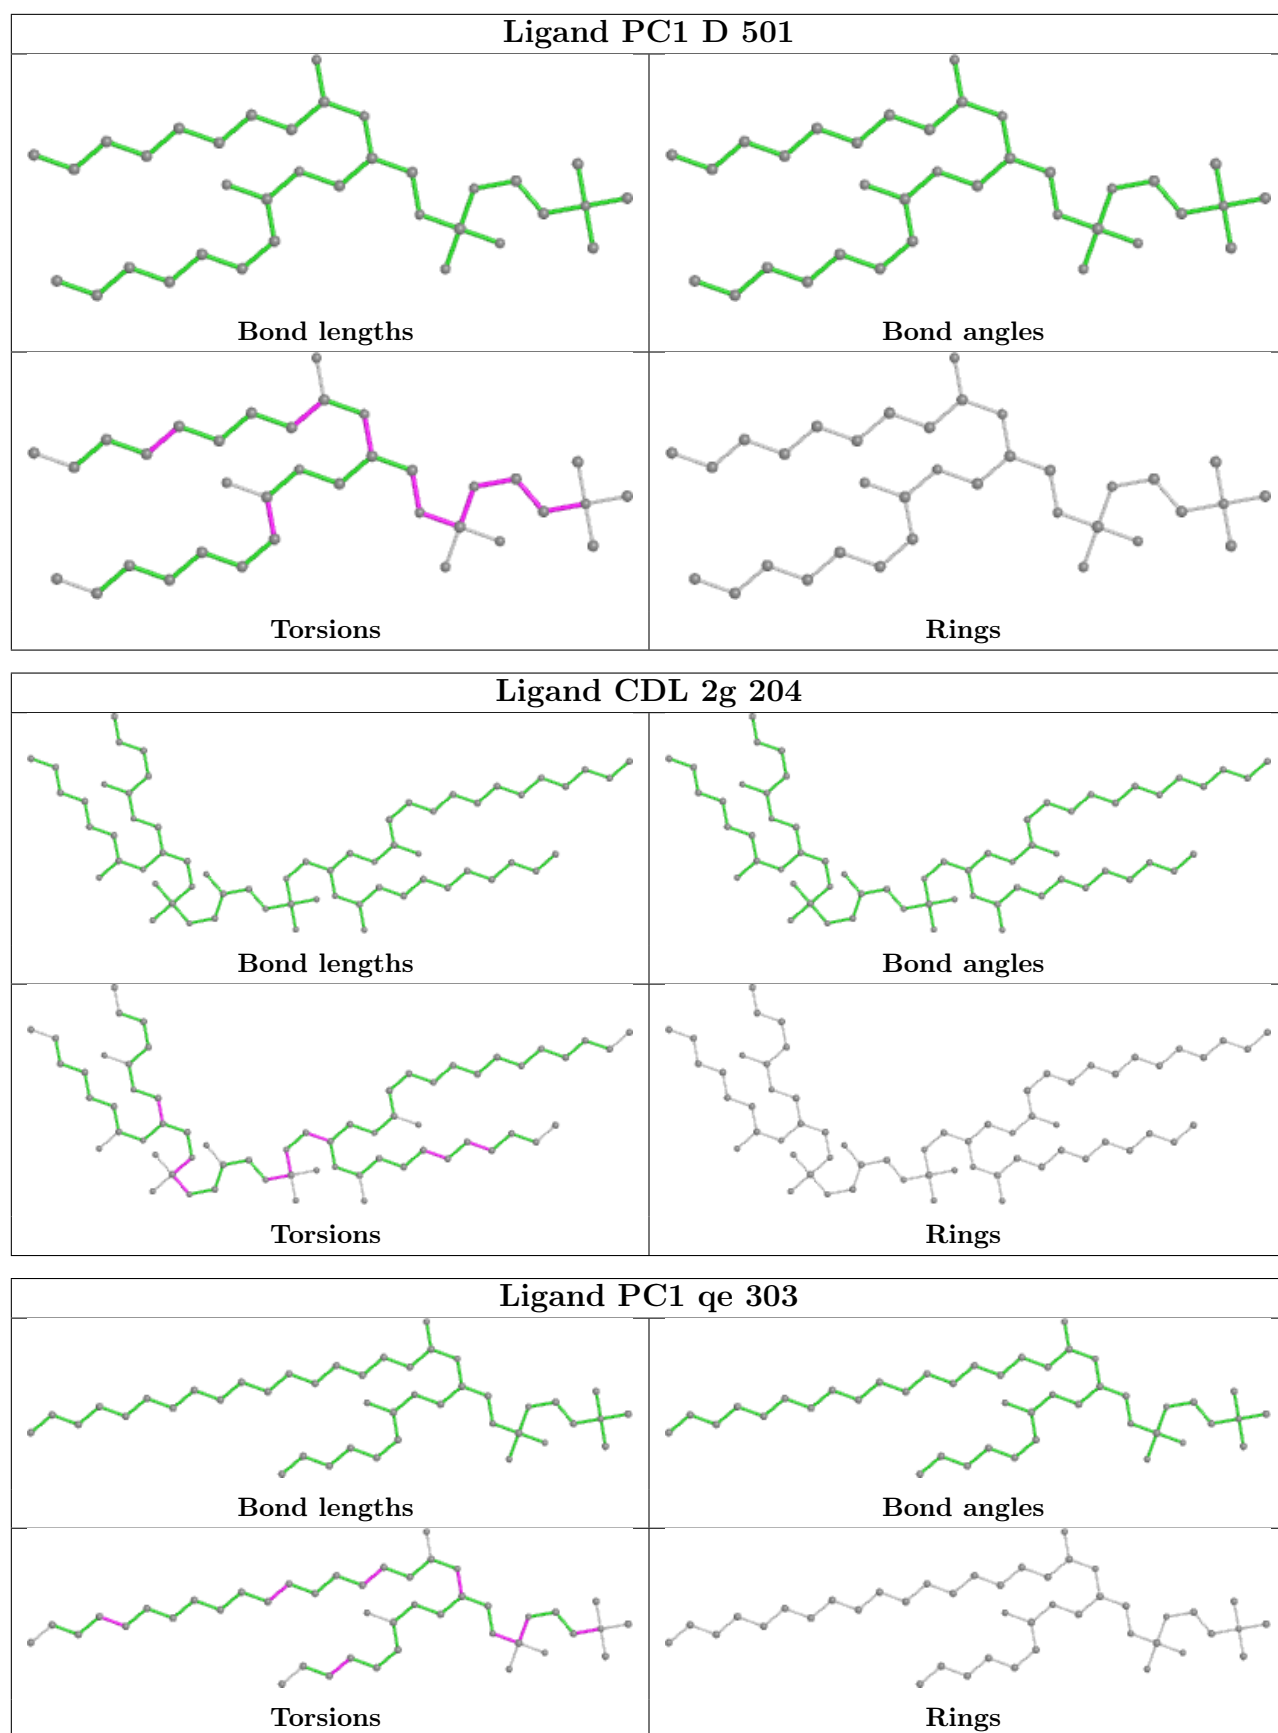 Ligand PC1 D 501
Bond lengths
Bond angles
Torsions
Rings
Ligand CDL 2g 204
Bond lengths
Bond angles
Torsions
Rings
Ligand PC1 qe 303
Bond lengths
Bond angles
Torsions
Rings